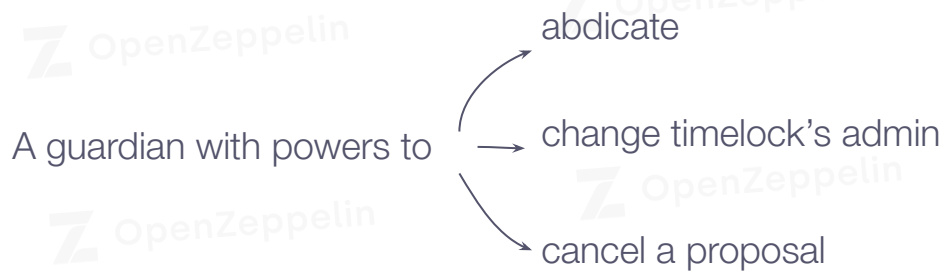 OpenZeppelin
OpenZeppelin
abdicate
A guardian with powers to
change timelock's admin
OpenZeppelin
OpenZeppelin
cancel a proposal